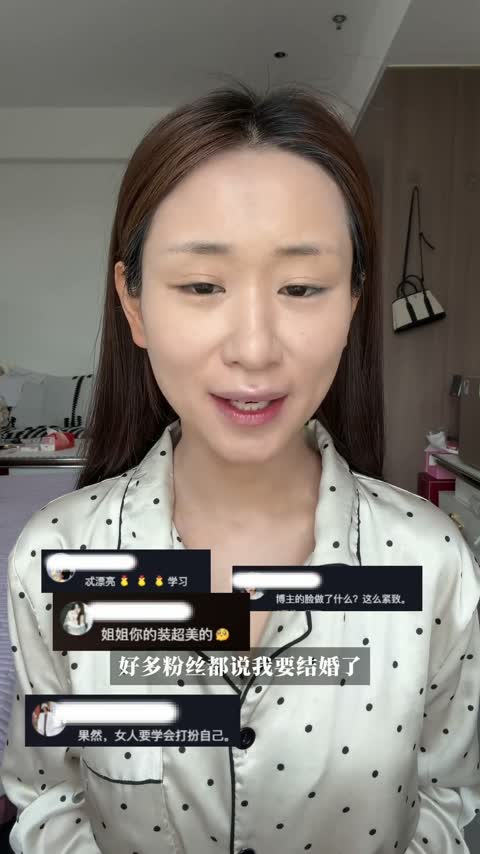 忒漂亮🏅🏅🏅学习
博主的脸做了什么？这么紧致。
姐姐你的装超美的🥺
好多粉丝都说我要结婚了
果然，女人要学会打扮自己。